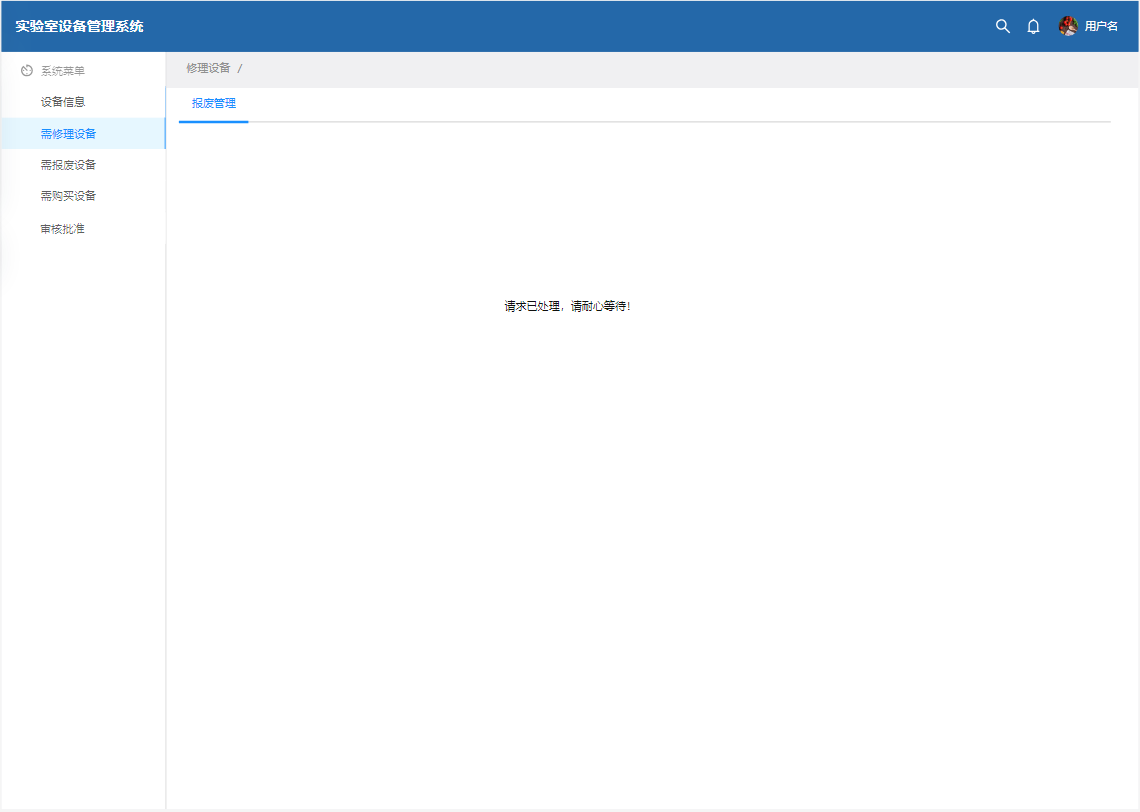 实验室设备管理系统
用户名
系统菜单
设备信息
需修理设备
需报废设备
需购买设备
审核批准
修理设备 /
报废管理
请求已处理，请耐心等待！